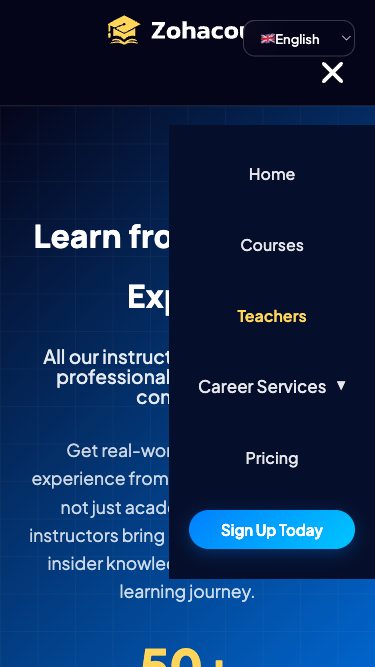 Zohacou
🇬🇧English
Home
Learn fro
Courses
Exp
Teachers
All our instruct
professional
Career Services ▼
con
Get real-wor
Pricing
experience from
not just acade
Sign Up Today
instructors bring
insider knowled
learning journey.
50+